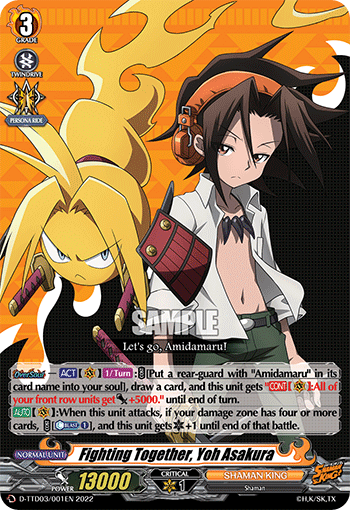 3
GRADE
TWINDRIVE
PERSONA RIDE
SAMPLE
Let's go, Amidamaru!
ACT【 】1/Turn :[Put a rear-guard with "Amidamaru" in its
card name into your soul], draw a card, and this unit gets "CONT【 】:All of
your front row units get +5000." until end of turn.
AUTO【 】:When this unit attacks, if your damage zone has four or more
cards, [ BLAST 1], and this unit gets +1 until end of that battle.
NORMAL UNIT
Fighting Together, Yoh Asakura
POWER 13000
CRITICAL
1
SHAMAN KING
Shaman
SHAMAN KING
D-TTD03/001EN 2022
©H.K/SK,TX